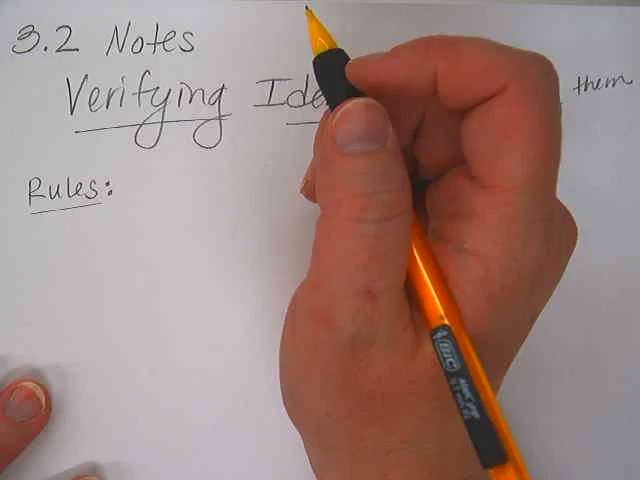 3.2 Notes
Verifying Ide
them
Rules:
BIC